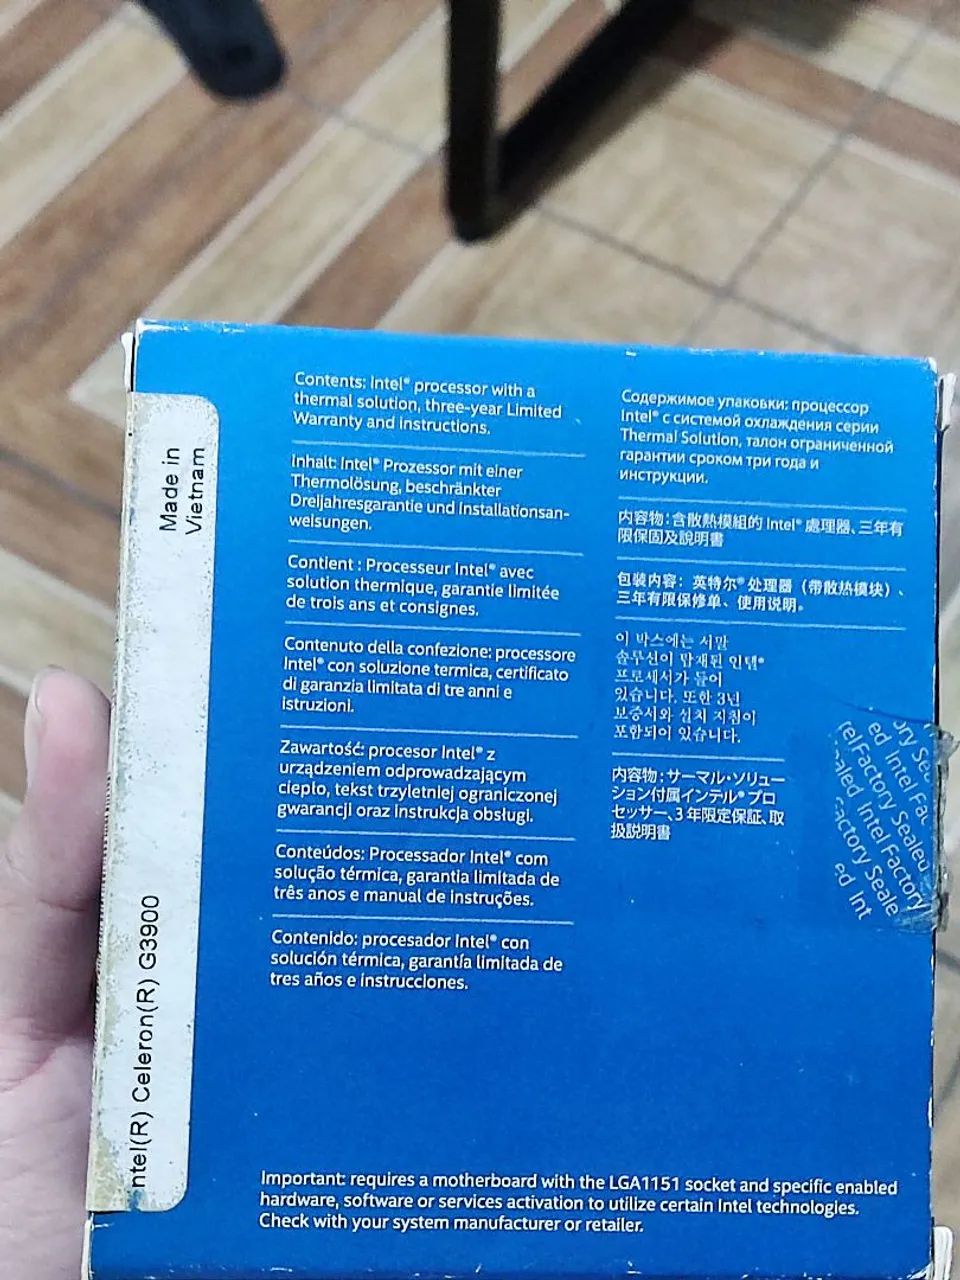 Made in
Vietnam
ntel(R) Celeron(R) G3900
Contents: Intel® processor with a
thermal solution, three-year Limited
Warranty and instructions.
Inhalt: Intel® Prozessor mit einer
Thermolösung, beschränkter
Dreijahresgarantie und Installationsan-
weisungen.
Contient : Processeur Intel® avec
solution thermique, garantie limitée
de trois ans et consignes.
Contenuto della confezione: processore
Intel® con soluzione termica, certificato
di garanzia limitata di tre anni e
istruzioni.
Zawartość: procesor Intel® z
urządzeniem odprowadzającym
ciepło, tekst trzyletniej ograniczonej
gwarancji oraz instrukcja obsługi.
Conteúdos: Processador Intel® com
solução térmica, garantia limitada de
três anos e manual de instruções.
Contenido: procesador Intel® con
solución térmica, garantía limitada de
tres años e instrucciones.
Содержимое упаковки: процессор
Intel® с системой охлаждения серии
Thermal Solution, талон ограниченной
гарантии сроком три года и
инструкции.
内容物：含散熱模組的 Intel® 處理器、三年有
限保固及說明書
包装内容： 英特尔® 处理器（带散热模块）、
三年有限保修单、使用说明。
이 박스에는 서말
솔루션이 탑재된 인텔®
프로세서가 들어
있습니다. 또한 3년
보증서와 설치 지침이
포함되어 있습니다.
内容物：サーマル・ソリュー
ション付属インテル® プロ
セッサー、3 年限定保証、取
扱説明書
ory Se
ed Intel Fac
tel Factory Sealed
Sealed Intel Factory
actory Seale
ed Int
Important: requires a motherboard with the LGA1151 socket and specific enabled
hardware, software or services activation to utilize certain Intel technologies.
Check with your system manufacturer or retailer.